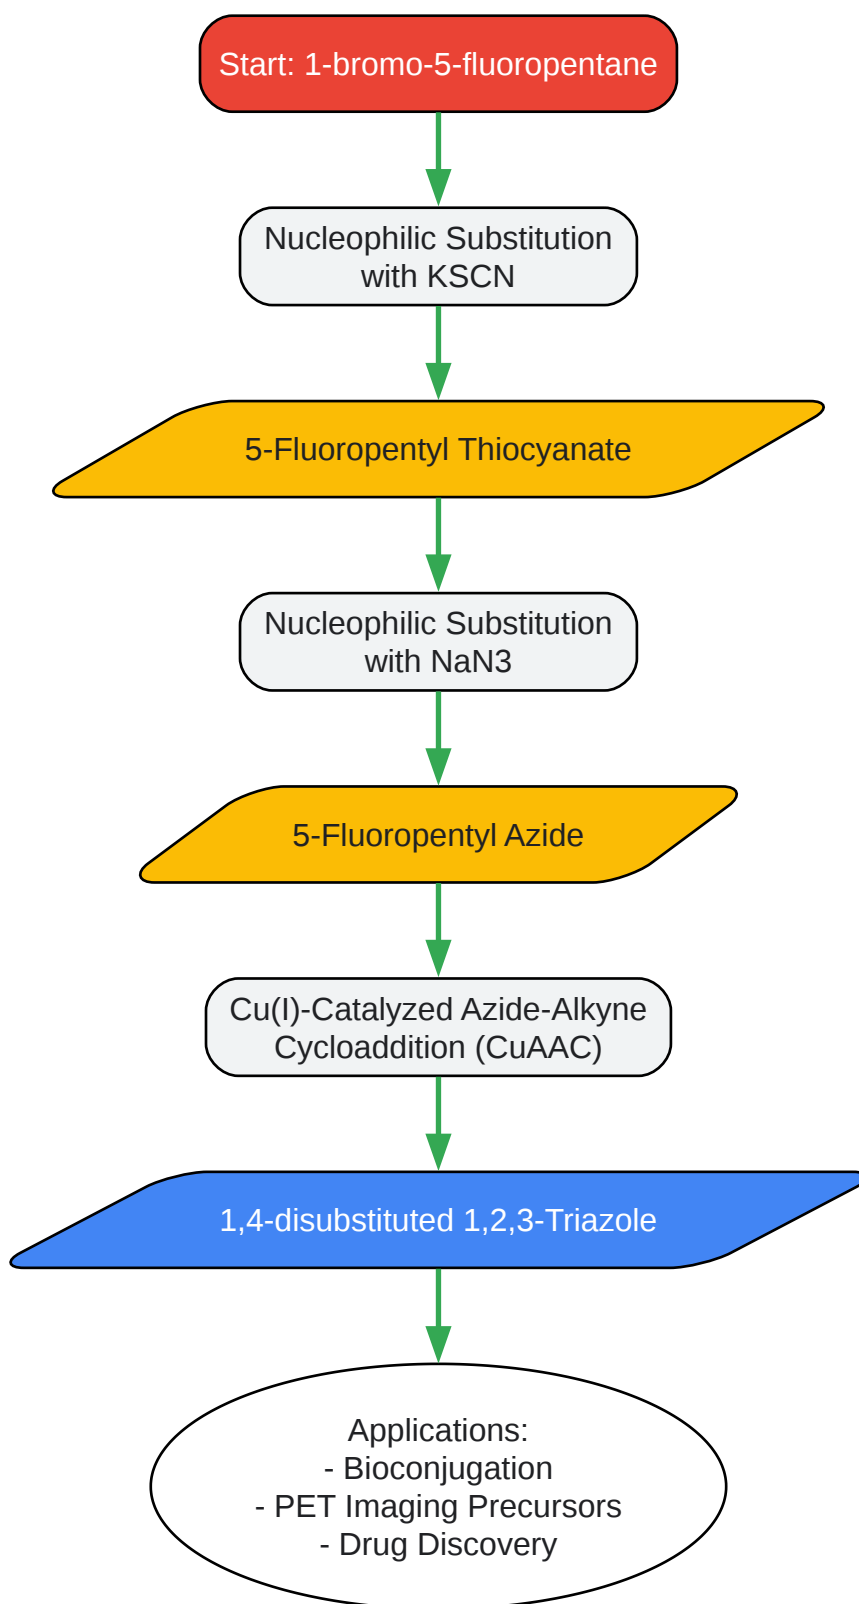 Start: 1-bromo-5-fluoropentane
Nucleophilic Substitution
with KSCN
5-Fluoropentyl Thiocyanate
Nucleophilic Substitution
with NaN3
5-Fluoropentyl Azide
Cu(I)-Catalyzed Azide-Alkyne
Cycloaddition (CuAAC)
1,4-disubstituted 1,2,3-Triazole
Applications:
- Bioconjugation
- PET Imaging Precursors
- Drug Discovery